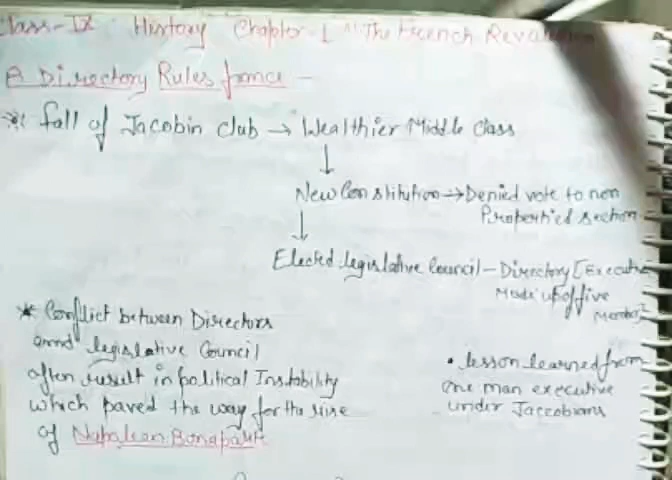 Class-IX History Chapter-1 "The French Revolution
A Directory Rules france -
* fall of Jacobin club → Wealthier Middle class
↓
New Constitution → Denied vote to non
Propertied section
↓
Elected legislative Council - Directory [Executive
Made up of five
Members]
* Conflict between Directors
and legislative Council
often result in political Instability
which paved the way for the rise
of Napolean Bonaparte
• lesson learned from
One man executive
under Jaccobians